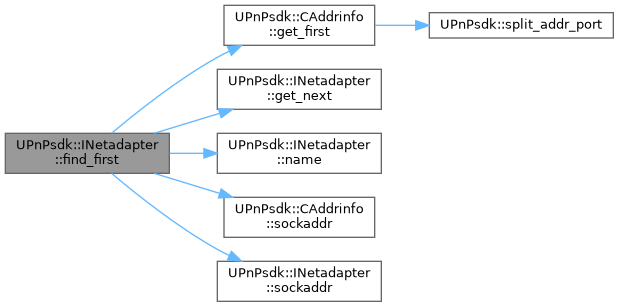 UPnPsdk::INetadapter
::find_first
UPnPsdk::CAddrinfo
::get_first
UPnPsdk::split_addr_port
UPnPsdk::INetadapter
::get_next
UPnPsdk::INetadapter
::name
UPnPsdk::CAddrinfo
::sockaddr
UPnPsdk::INetadapter
::sockaddr